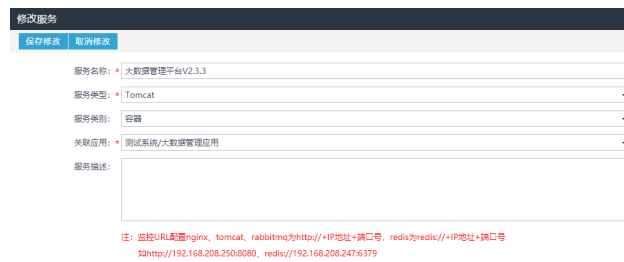 修改服务
保存修改 取消修改
服务名称: * 大数据管理平台V2.3.3
服务类型: * Tomcat
服务类别: 容器
关联应用: * 测试系统/大数据管理应用
服务描述:
注: 监控URL配置nginx、tomcat、rabbitmq为http://+IP地址+端口号, redis为redis://+IP地址+端口号
如http://192.168.208.250:8080、redis://192.168.208.247:6379